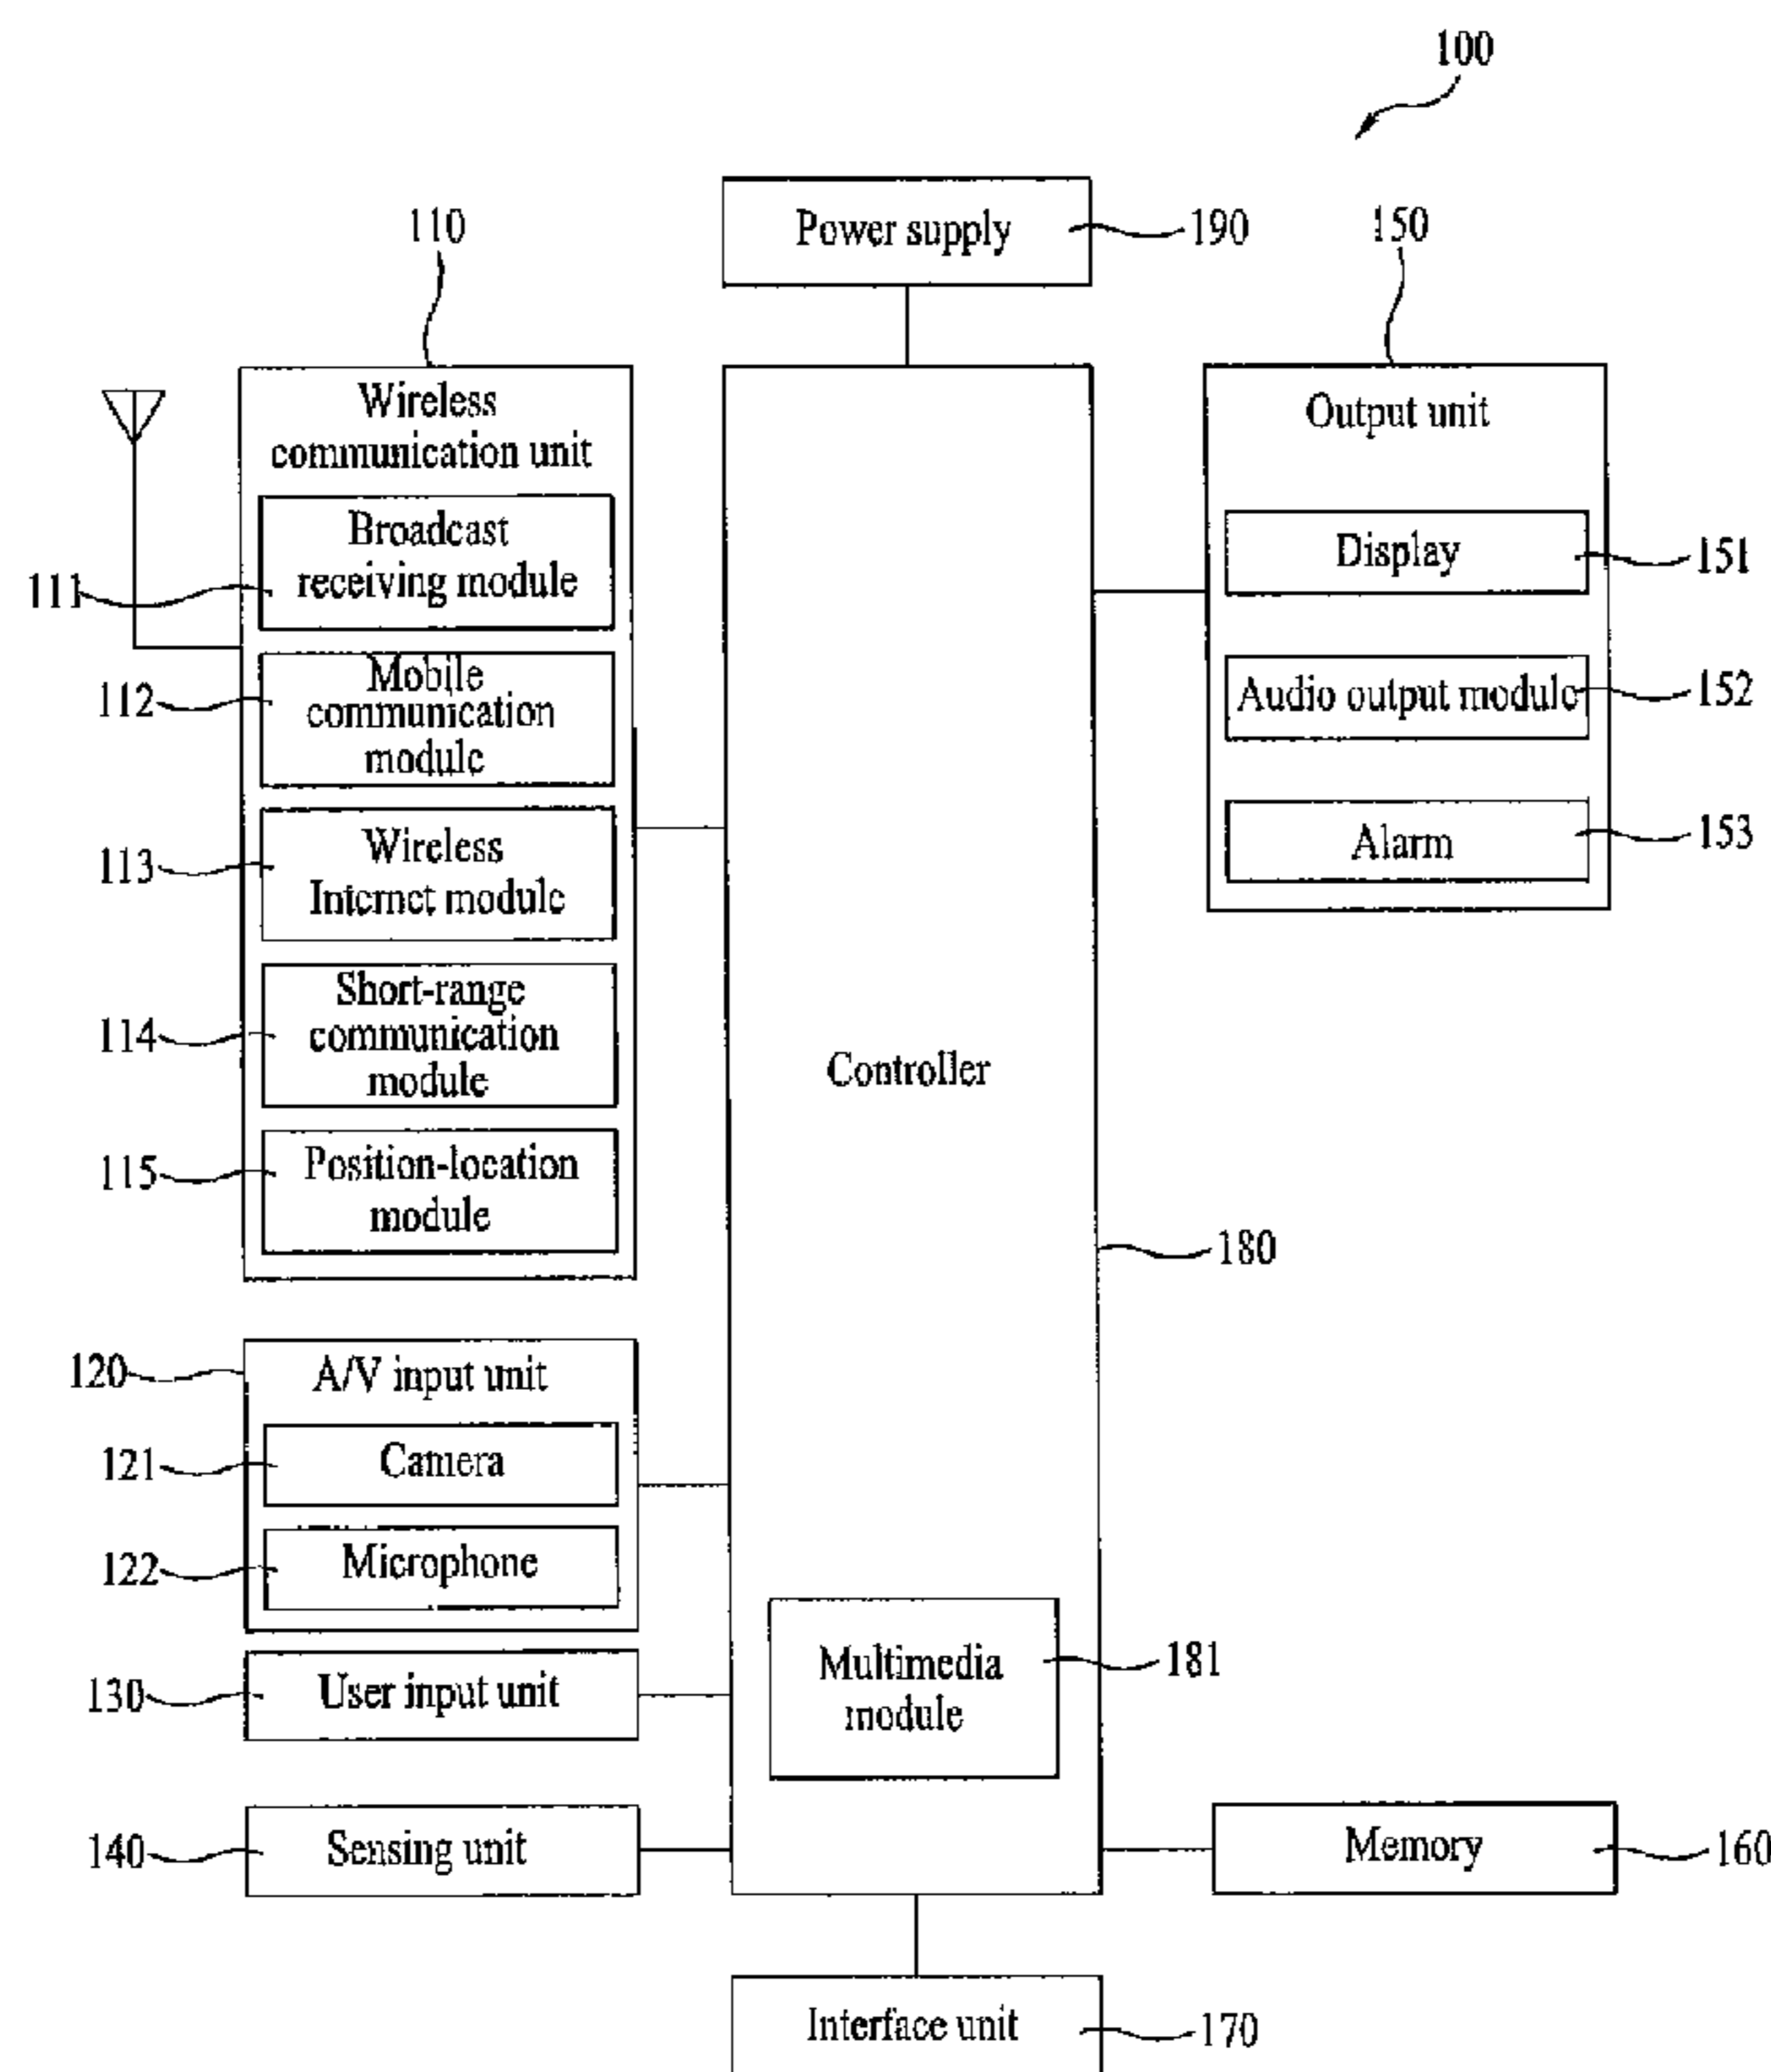 100
Power supply
190
110
150
Wireless
communication unit
Broadcast
receiving module
111
Mobile
communication
module
112
Wireless
Internet module
113
Short-range
communication
module
114
Position-location
module
115
Output unit
Display
151
Audio output module
152
Alarm
153
Controller
180
120
A/V input unit
Camera
121
Microphone
122
130
User input unit
Multimedia
module
181
140
Sensing unit
Memory
160
Interface unit
170